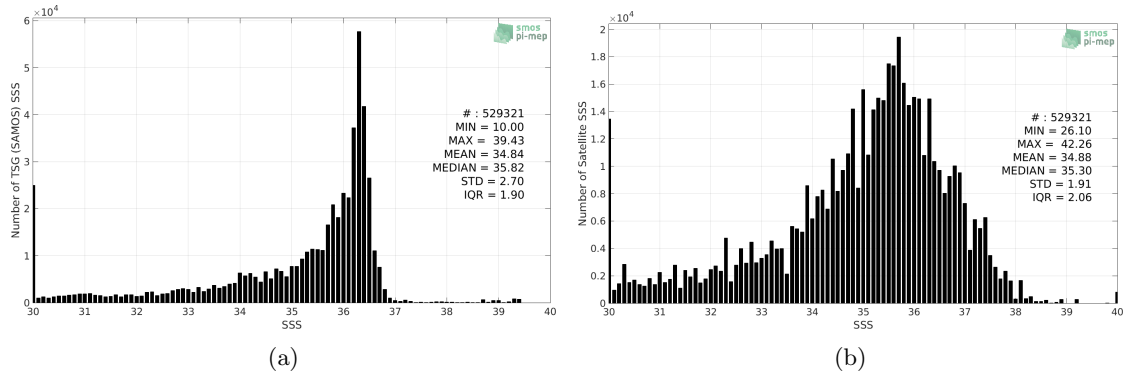 ×10⁴
6
5
4
3
2
1
0
Number of TSG (SAMOS) SSS
smos
pi-mep
# : 529321
MIN = 10.00
MAX = 39.43
MEAN = 34.84
MEDIAN = 35.82
STD = 2.70
IQR = 1.90
30 31 32 33 34 35 36 37 38 39 40
SSS
(a)
×10⁴
2
1.8
1.6
1.4
1.2
1
0.8
0.6
0.4
0.2
0
Number of Satellite SSS
smos
pi-mep
# : 529321
MIN = 26.10
MAX = 42.26
MEAN = 34.88
MEDIAN = 35.30
STD = 1.91
IQR = 2.06
30 31 32 33 34 35 36 37 38 39 40
SSS
(b)